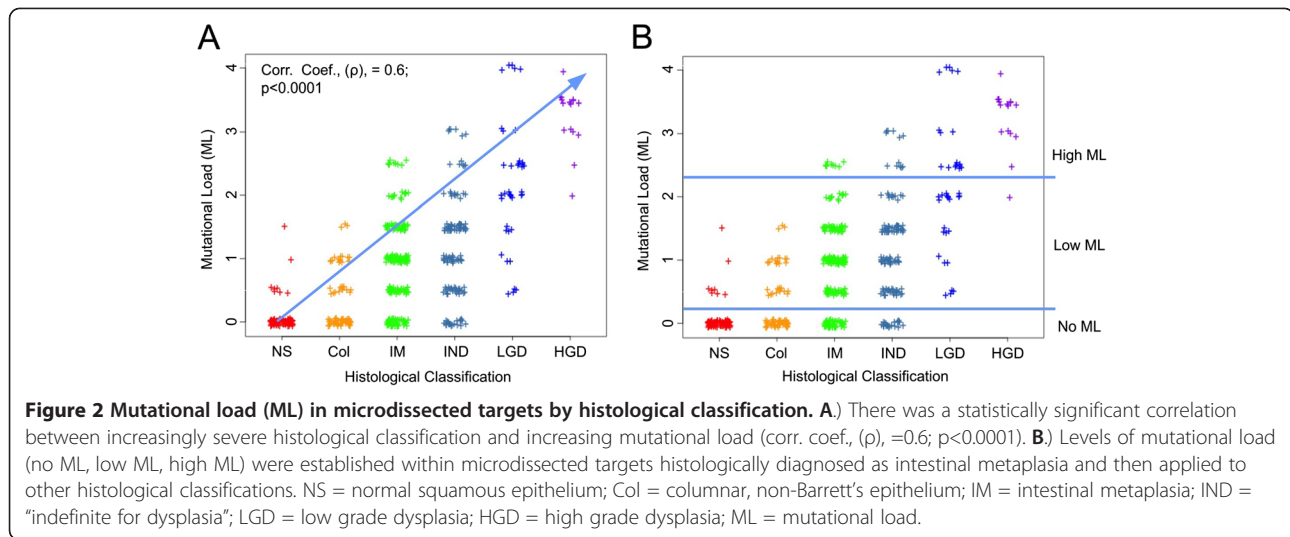 A
Corr. Coef., (ρ), = 0.6;
p<0.0001
Mutational Load (ML)
4
3
2
1
0
NS Col IM IND LGD HGD
Histological Classification
B
Mutational Load (ML)
4
3
2
1
0
High ML
Low ML
No ML
NS Col IM IND LGD HGD
Histological Classification
Figure 2 Mutational load (ML) in microdissected targets by histological classification. A.) There was a statistically significant correlation
between increasingly severe histological classification and increasing mutational load (corr. coef., (ρ), =0.6; p<0.0001). B.) Levels of mutational load
(no ML, low ML, high ML) were established within microdissected targets histologically diagnosed as intestinal metaplasia and then applied to
other histological classifications. NS = normal squamous epithelium; Col = columnar, non-Barrett’s epithelium; IM = intestinal metaplasia; IND =
“indefinite for dysplasia”; LGD = low grade dysplasia; HGD = high grade dysplasia; ML = mutational load.